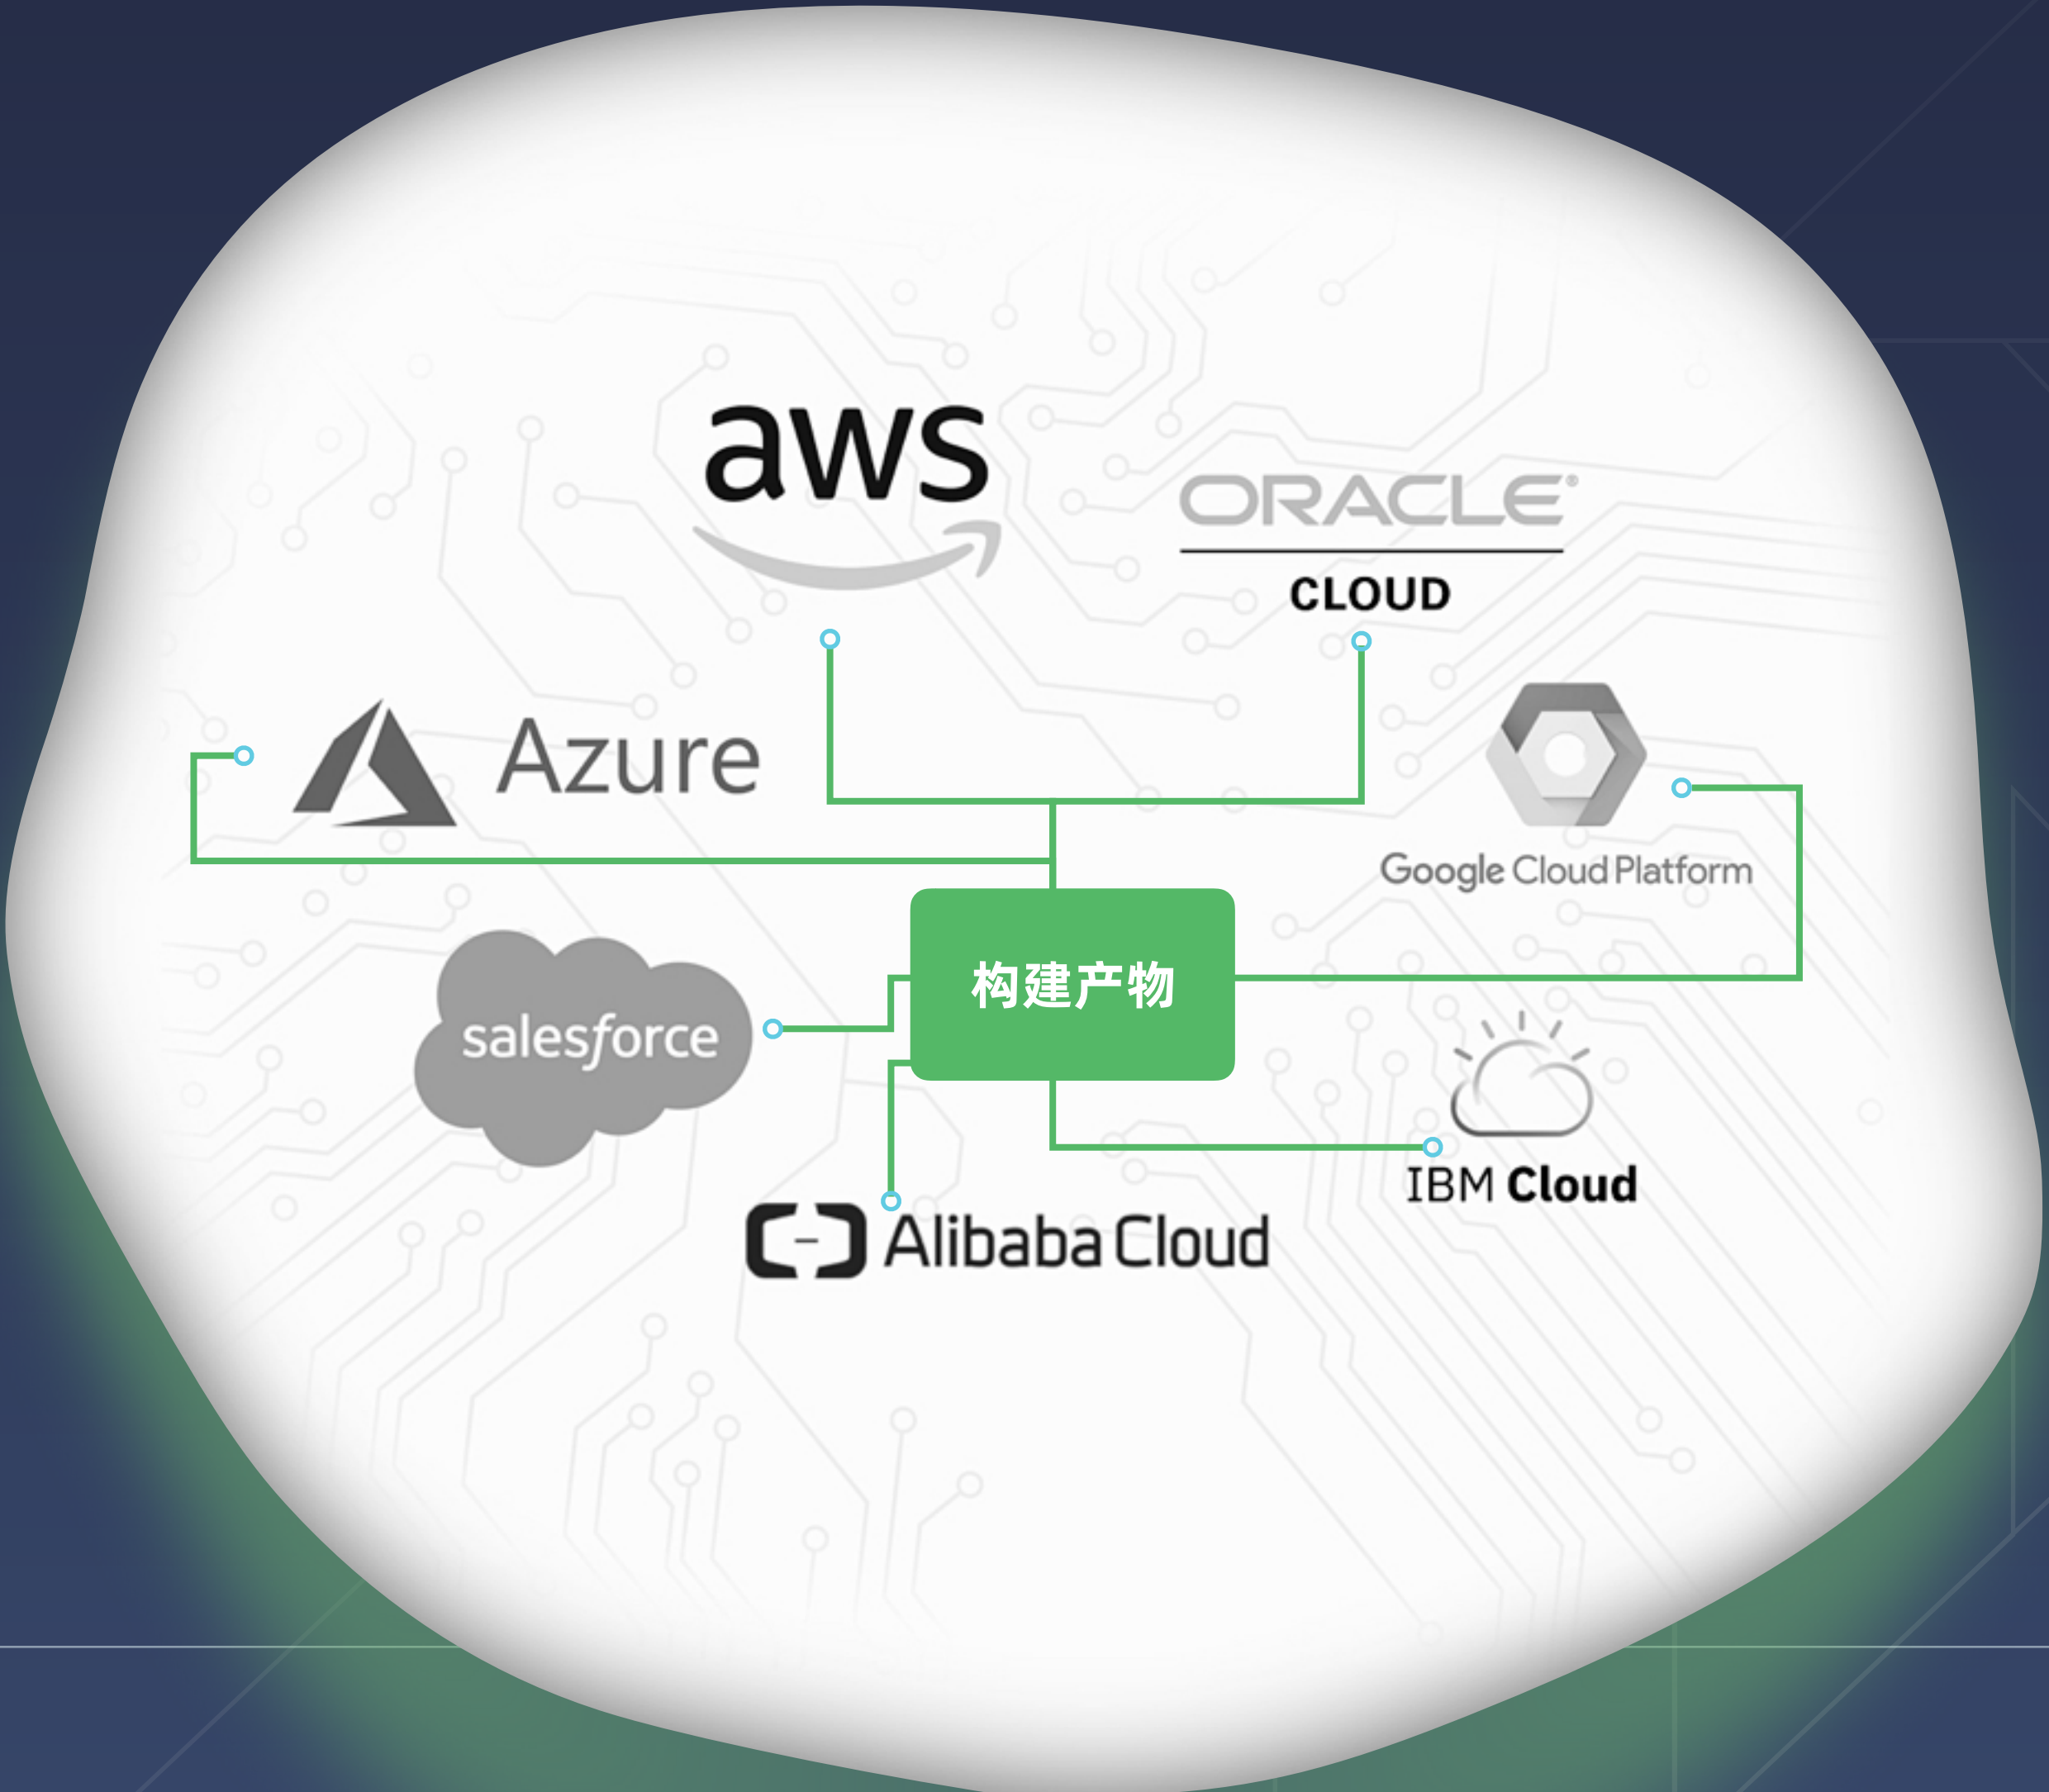 aws
ORACLE®
CLOUD
Azure
Google Cloud Platform
构建产物
salesforce
IBM Cloud
Alibaba Cloud